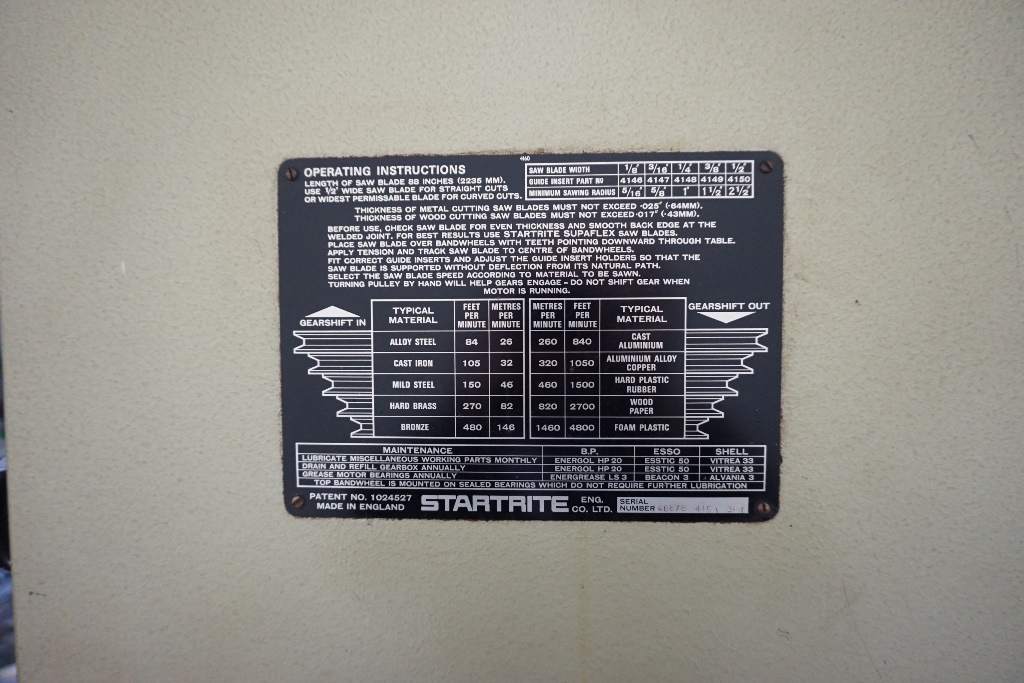 4160
OPERATING INSTRUCTIONS
LENGTH OF SAW BLADE 88 INCHES (2235 MM).
USE 1/2" WIDE SAW BLADE FOR STRAIGHT CUTS
OR WIDEST PERMISSABLE BLADE FOR CURVED CUTS.
SAW BLADE WIDTH 1/8" 3/16" 1/4" 3/8" 1/2"
GUIDE INSERT PART NO 4146 4147 4148 4149 4150
MINIMUM SAWING RADIUS 5/16" 5/8" 1" 1 1/2" 2 1/2"
THICKNESS OF METAL CUTTING SAW BLADES MUST NOT EXCEED ·025" (·64MM).
THICKNESS OF WOOD CUTTING SAW BLADES MUST NOT EXCEED ·017" (·43MM).
BEFORE USE, CHECK SAW BLADE FOR EVEN THICKNESS AND SMOOTH BACK EDGE AT THE
WELDED JOINT. FOR BEST RESULTS USE STARTRITE SUPAFLEX SAW BLADES.
PLACE SAW BLADE OVER BANDWHEELS WITH TEETH POINTING DOWNWARD THROUGH TABLE.
APPLY TENSION AND TRACK SAW BLADE TO CENTRE OF BANDWHEELS.
FIT CORRECT GUIDE INSERTS AND ADJUST THE GUIDE INSERT HOLDERS SO THAT THE
SAW BLADE IS SUPPORTED WITHOUT DEFLECTION FROM ITS NATURAL PATH.
SELECT THE SAW BLADE SPEED ACCORDING TO MATERIAL TO BE SAWN.
TURNING PULLEY BY HAND WILL HELP GEARS ENGAGE - DO NOT SHIFT GEAR WHEN
MOTOR IS RUNNING.
GEARSHIFT IN
TYPICAL MATERIAL FEET PER MINUTE METRES PER MINUTE METRES PER MINUTE FEET PER MINUTE TYPICAL MATERIAL
GEARSHIFT OUT
ALLOY STEEL 84 26 260 840 CAST ALUMINIUM
CAST IRON 105 32 320 1050 ALUMINIUM ALLOY COPPER
MILD STEEL 150 46 460 1500 HARD PLASTIC RUBBER
HARD BRASS 270 82 820 2700 WOOD PAPER
BRONZE 480 146 1460 4800 FOAM PLASTIC
MAINTENANCE B.P. ESSO SHELL
LUBRICATE MISCELLANEOUS WORKING PARTS MONTHLY ENERGOL HP 20 ESSTIC 50 VITREA 33
DRAIN AND REFILL GEARBOX ANNUALLY ENERGOL HP 20 ESSTIC 50 VITREA 33
GREASE MOTOR BEARINGS ANNUALLY ENERGREASE LS 3 BEACON 3 ALVANIA 3
TOP BANDWHEEL IS MOUNTED ON SEALED BEARINGS WHICH DO NOT REQUIRE FURTHER LUBRICATION
PATENT NO. 1024527
MADE IN ENGLAND
STARTRITE ENG. CO. LTD.
SERIAL NUMBER